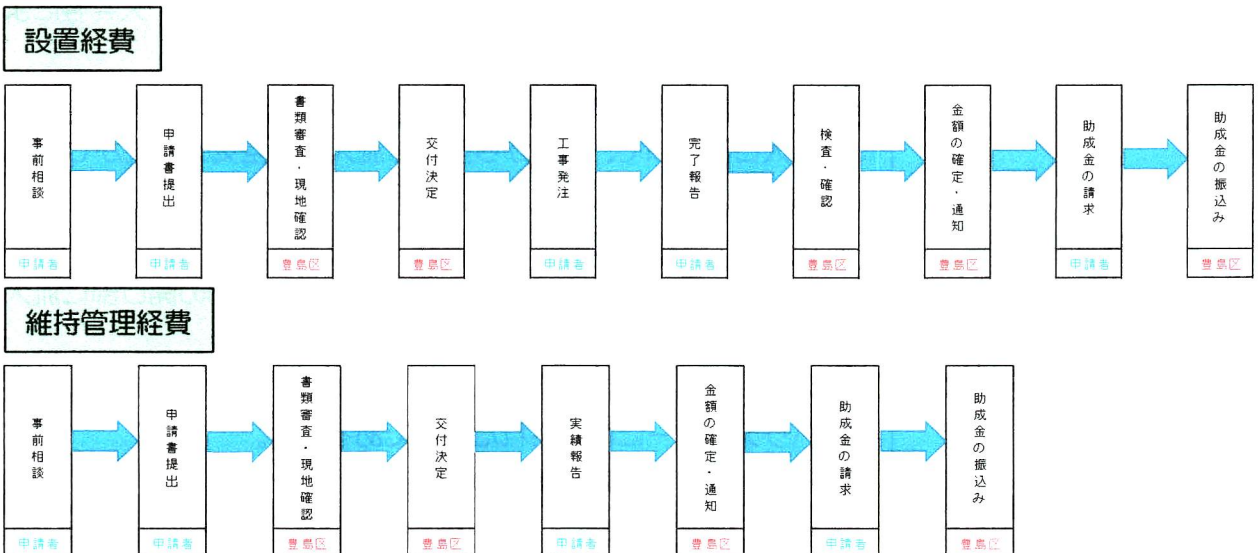 設置経費
事前相談
申請者
申請書提出
申請者
書類審査・現地確認
豊島区
交付決定
豊島区
工事発注
申請者
完了報告
申請者
検査・確認
豊島区
金額の確定・通知
豊島区
助成金の請求
申請者
助成金の振込み
豊島区
維持管理経費
事前相談
申請者
申請書提出
申請者
書類審査・現地確認
豊島区
交付決定
豊島区
実績報告
申請者
金額の確定・通知
豊島区
助成金の請求
申請者
助成金の振込み
豊島区